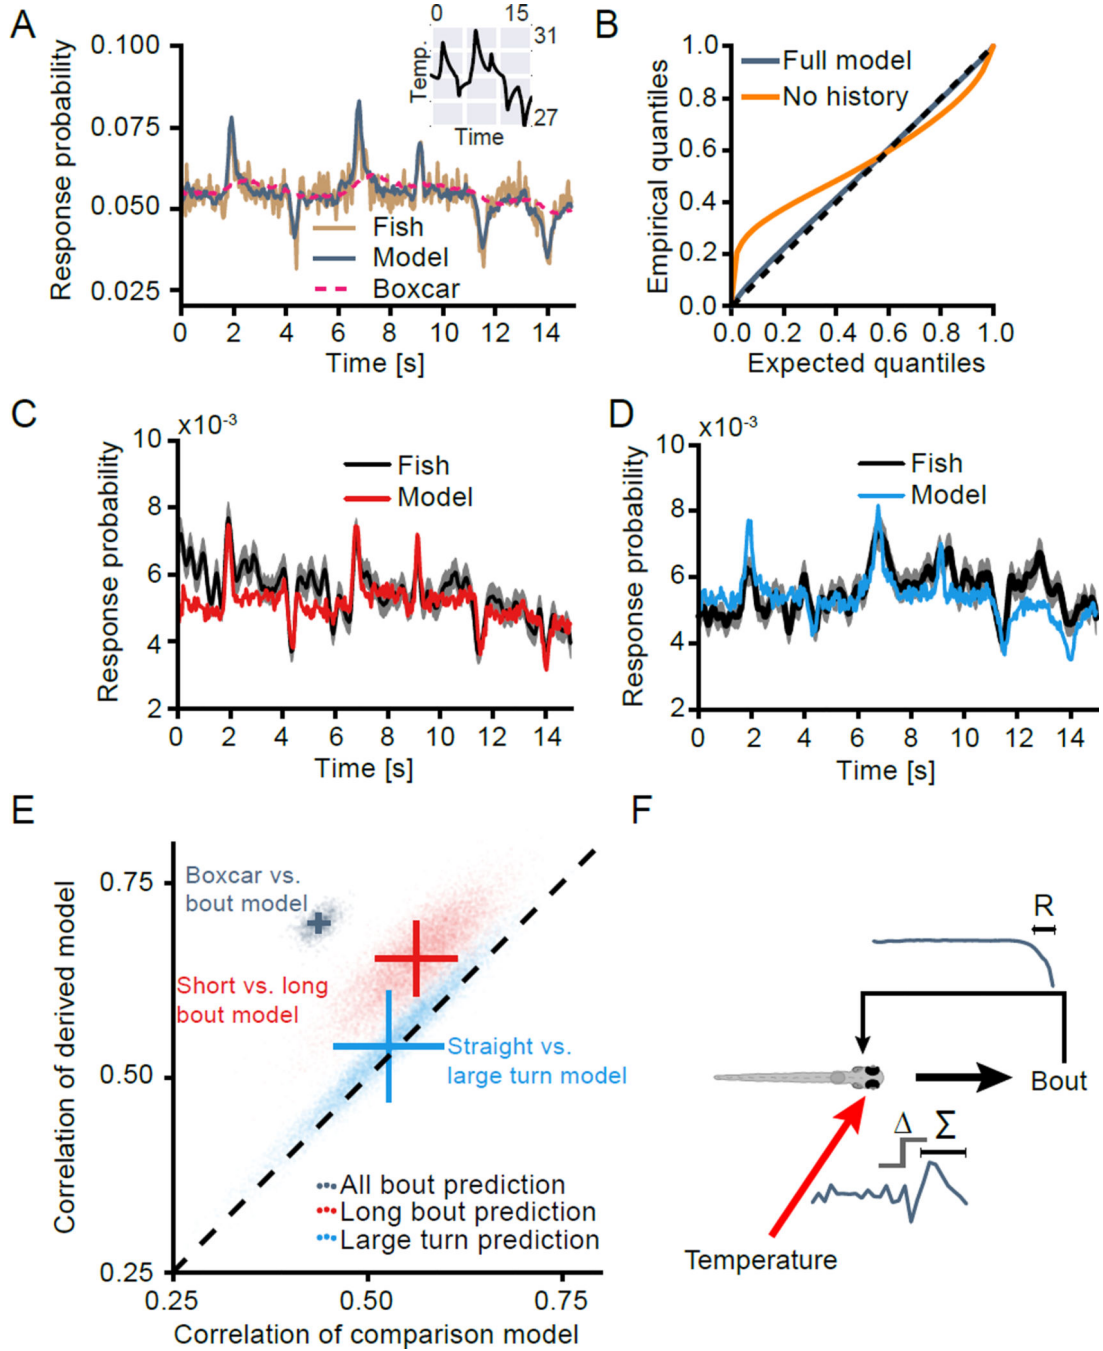 A
0.100
0.075
0.050
0.025
Response probability
0 2 4 6 8 10 12 14
Time [s]
Fish
Model
Boxcar
0 15
31
27
Temp.
Time
B
1.0
0.8
0.6
0.4
0.2
0.0
Empirical quantiles
Full model
No history
0.0 0.2 0.4 0.6 0.8 1.0
Expected quantiles
C
x10-3
10
8
6
4
2
Response probability
Fish
Model
0 2 4 6 8 10 12 14
Time [s]
D
x10-3
10
8
6
4
2
Response probability
Fish
Model
0 2 4 6 8 10 12 14
Time [s]
E
0.75
0.50
0.25
Correlation of derived model
Boxcar vs.
bout model
Short vs. long
bout model
Straight vs.
large turn model
All bout prediction
Long bout prediction
Large turn prediction
0.25 0.50 0.75
Correlation of comparison model
F
R
Bout
Δ Σ
Temperature